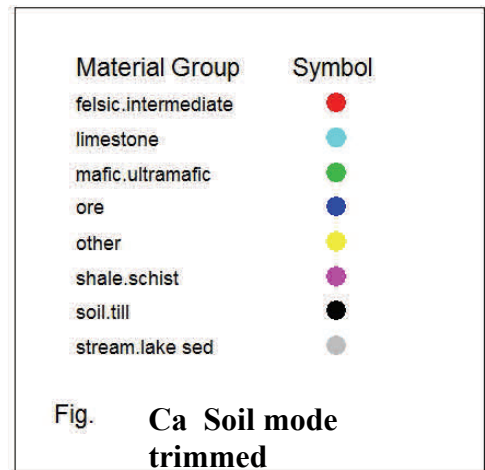 Material Group Symbol
felsic.intermediate
limestone
mafic.ultramafic
ore
other
shale.schist
soil.till
stream.lake sed
Fig. Ca Soil mode
trimmed